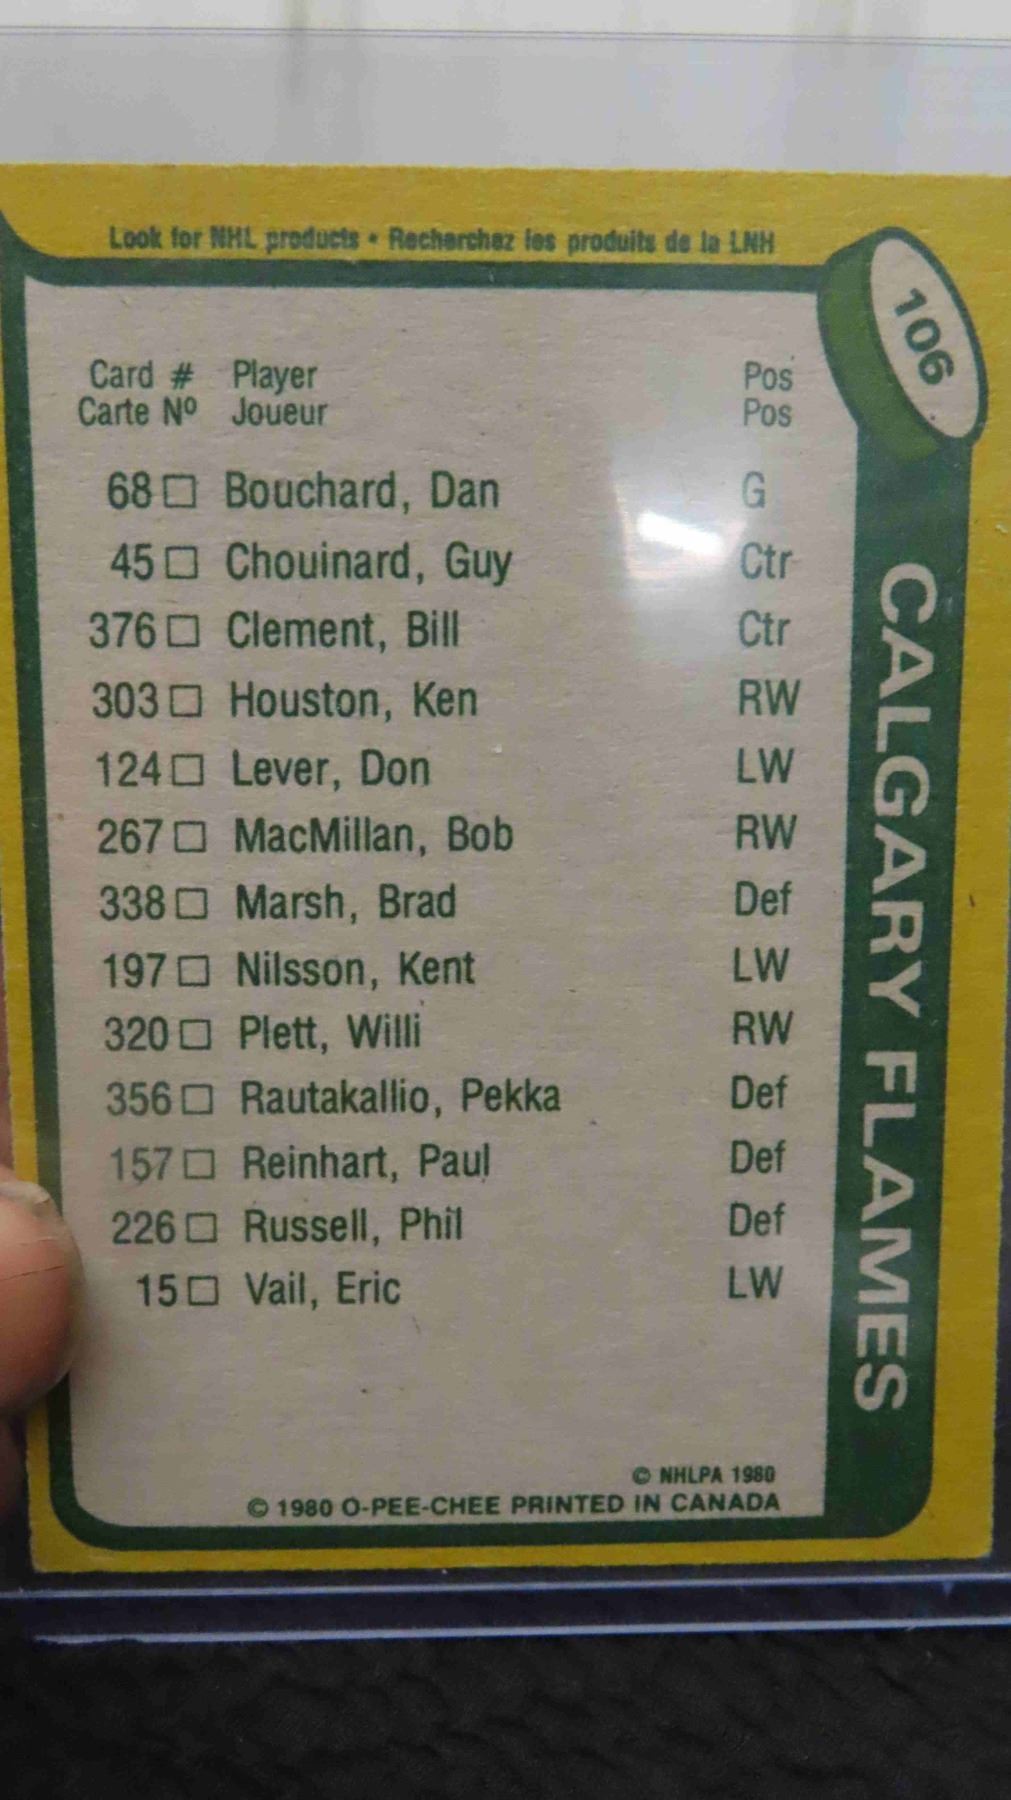 Look for NHL products • Recherchez les produits de la LNH
106
Card # Player Pos
Carte Nº Joueur Pos
68 □ Bouchard, Dan G
45 □ Chouinard, Guy Ctr
376 □ Clement, Bill Ctr
303 □ Houston, Ken RW
124 □ Lever, Don LW
267 □ MacMillan, Bob RW
338 □ Marsh, Brad Def
197 □ Nilsson, Kent LW
320 □ Plett, Willi RW
356 □ Rautakallio, Pekka Def
157 □ Reinhart, Paul Def
226 □ Russell, Phil Def
15 □ Vail, Eric LW
CALGARY FLAMES
© NHLPA 1980
© 1980 O-PEE-CHEE PRINTED IN CANADA